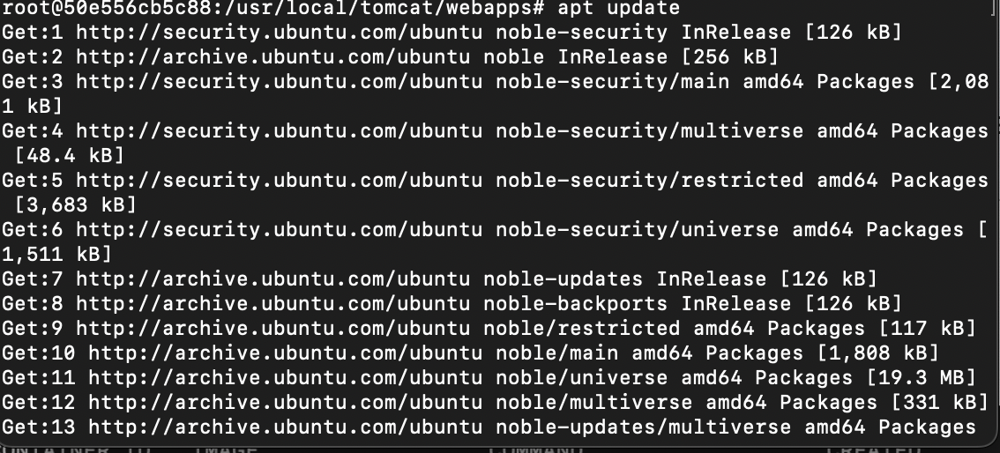 root@50e556cb5c88:/usr/local/tomcat/webapps# apt update
Get:1 http://security.ubuntu.com/ubuntu noble-security InRelease [126 kB]
Get:2 http://archive.ubuntu.com/ubuntu noble InRelease [256 kB]
Get:3 http://security.ubuntu.com/ubuntu noble-security/main amd64 Packages [2,08
1 kB]
Get:4 http://security.ubuntu.com/ubuntu noble-security/multiverse amd64 Packages
 [48.4 kB]
Get:5 http://security.ubuntu.com/ubuntu noble-security/restricted amd64 Packages
 [3,683 kB]
Get:6 http://security.ubuntu.com/ubuntu noble-security/universe amd64 Packages [
1,511 kB]
Get:7 http://archive.ubuntu.com/ubuntu noble-updates InRelease [126 kB]
Get:8 http://archive.ubuntu.com/ubuntu noble-backports InRelease [126 kB]
Get:9 http://archive.ubuntu.com/ubuntu noble/restricted amd64 Packages [117 kB]
Get:10 http://archive.ubuntu.com/ubuntu noble/main amd64 Packages [1,808 kB]
Get:11 http://archive.ubuntu.com/ubuntu noble/universe amd64 Packages [19.3 MB]
Get:12 http://archive.ubuntu.com/ubuntu noble/multiverse amd64 Packages [331 kB]
Get:13 http://archive.ubuntu.com/ubuntu noble-updates/multiverse amd64 Packages